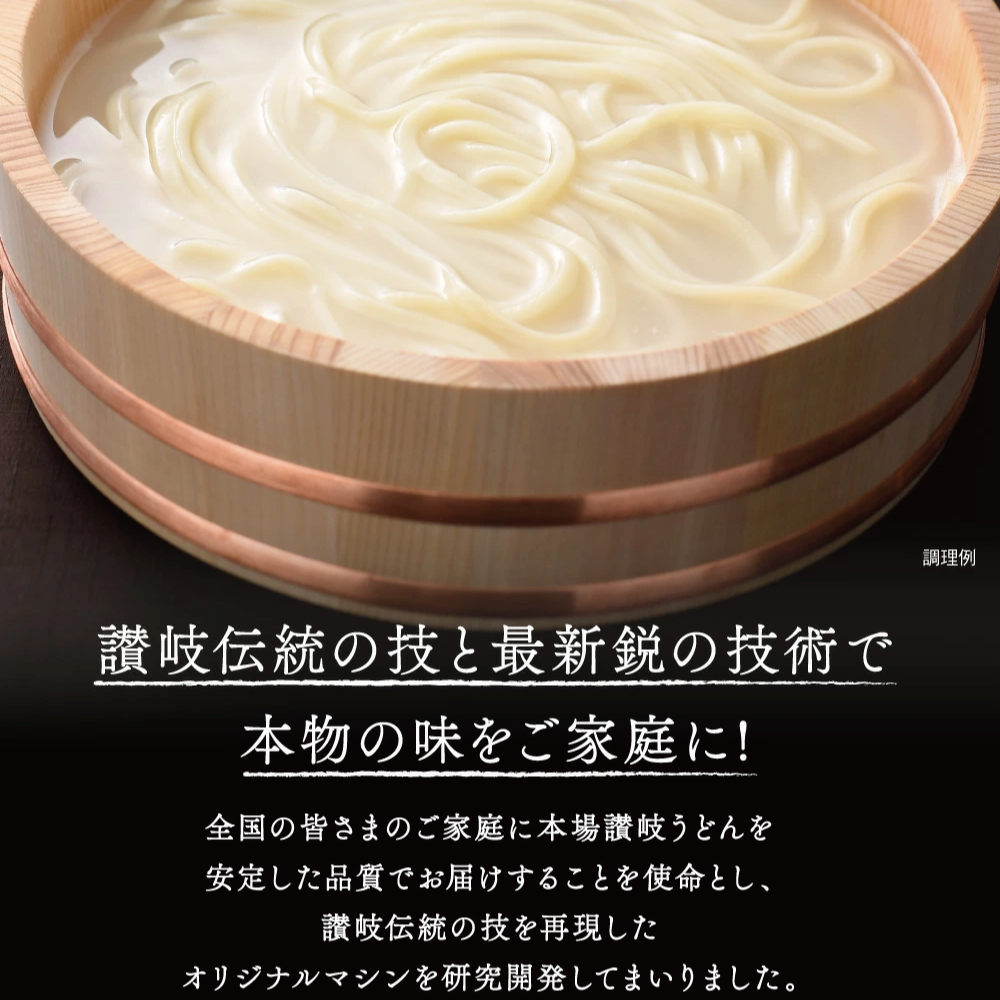 調理例
讃岐伝統の技と最新鋭の技術で
本物の味をご家庭に!
全国の皆さまのご家庭に本場讃岐うどんを
安定した品質でお届けすることを使命とし、
讃岐伝統の技を再現した
オリジナルマシンを研究開発してまいりました。